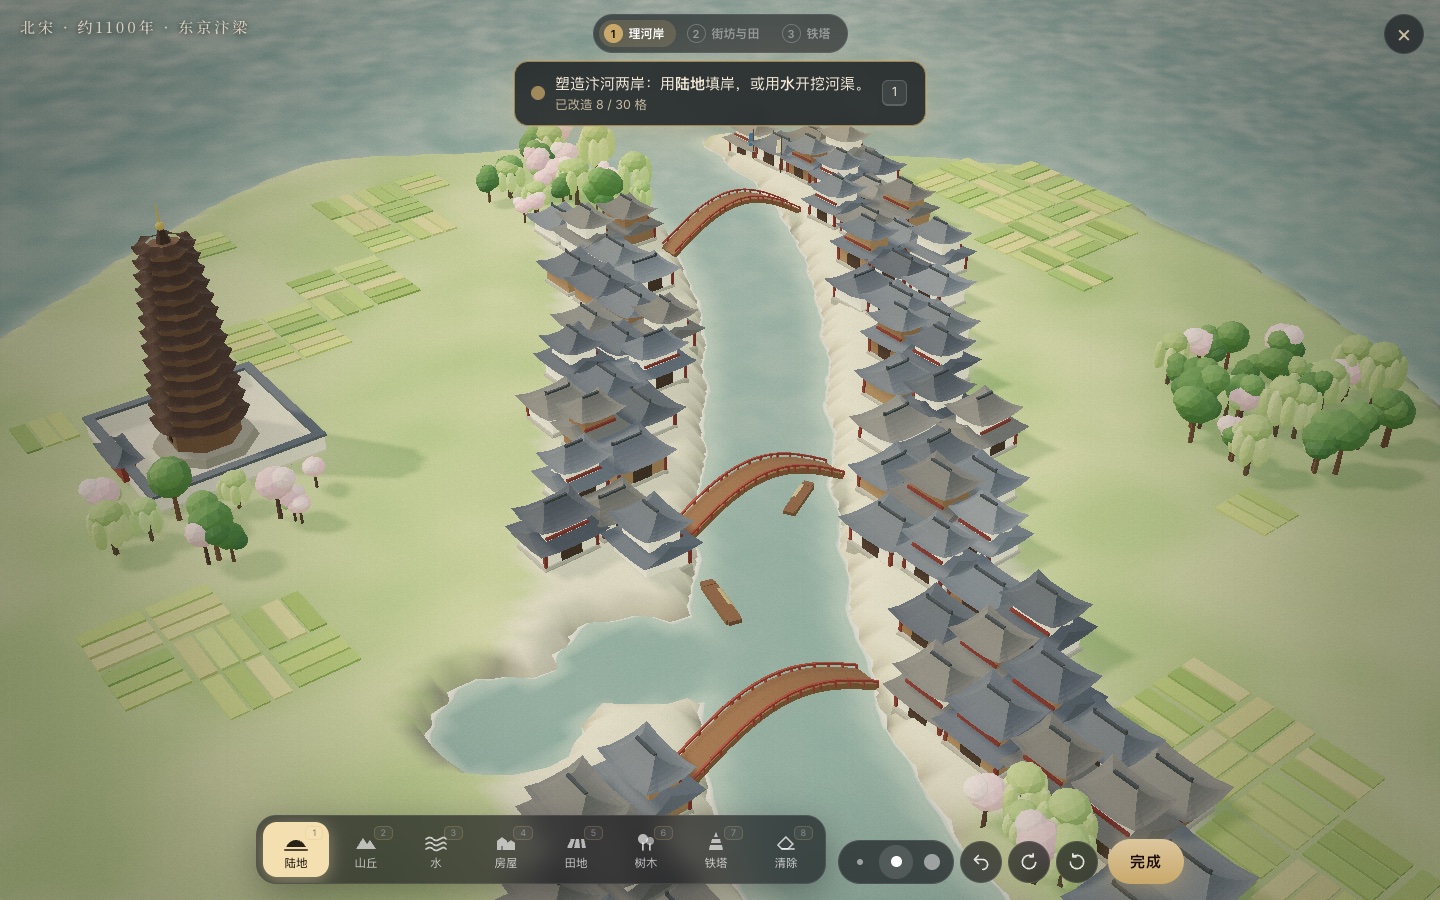 北宋 · 约1100年 · 东京汴梁
1 理河岸 2 街坊与田 3 铁塔
塑造汴河两岸：用陆地填岸，或用水开挖河渠。 1
已改造 8 / 30 格
1 2 3 4 5 6 7 8
陆地 山丘 水 房屋 田地 树木 铁塔 清除
完成